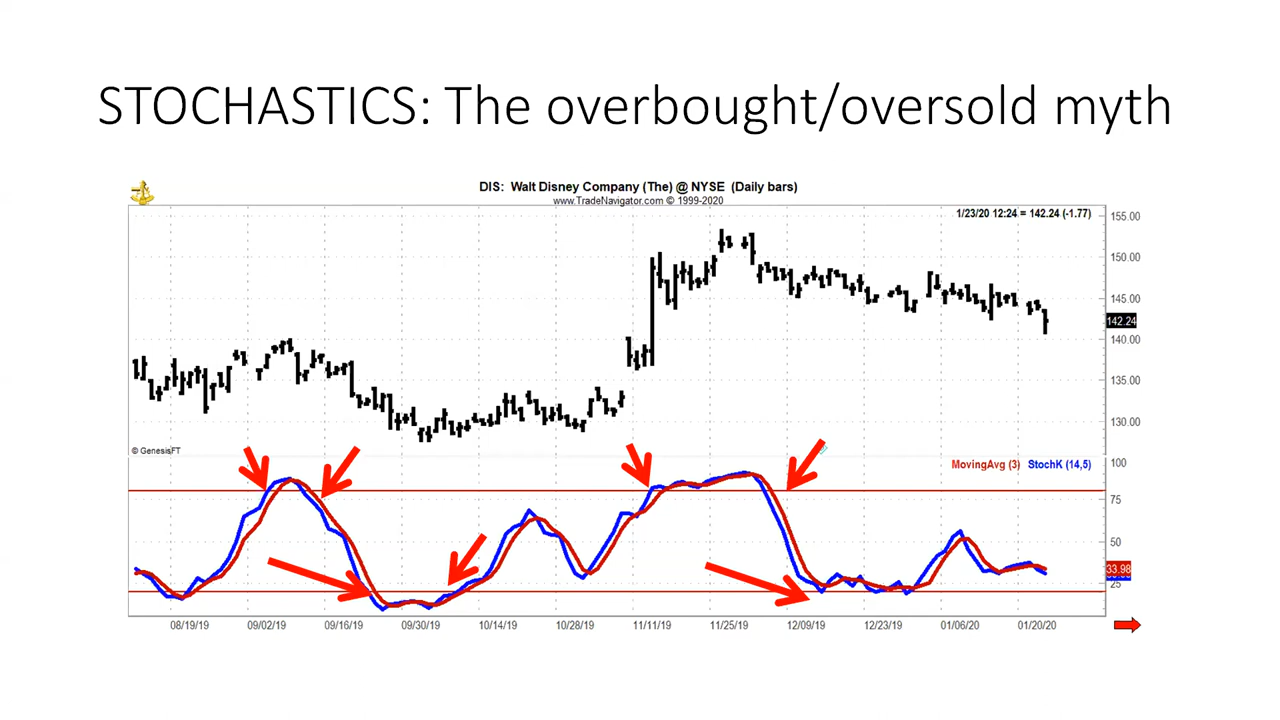 STOCHASTICS: The overbought/oversold myth
DIS: Walt Disney Company (The) @ NYSE (Daily bars)
www.TradeNavigator.com © 1999-2020
1/23/20 12:24 = 142.24 (-1.77)
155.00
150.00
145.00
142.24
140.00
135.00
130.00
© GenesisFT
MovingAvg (3) StochK (14,5)
100
75
50
33.98
25
08/19/19 09/02/19 09/16/19 09/30/19 10/14/19 10/28/19 11/11/19 11/25/19 12/09/19 12/23/19 01/06/20 01/20/20